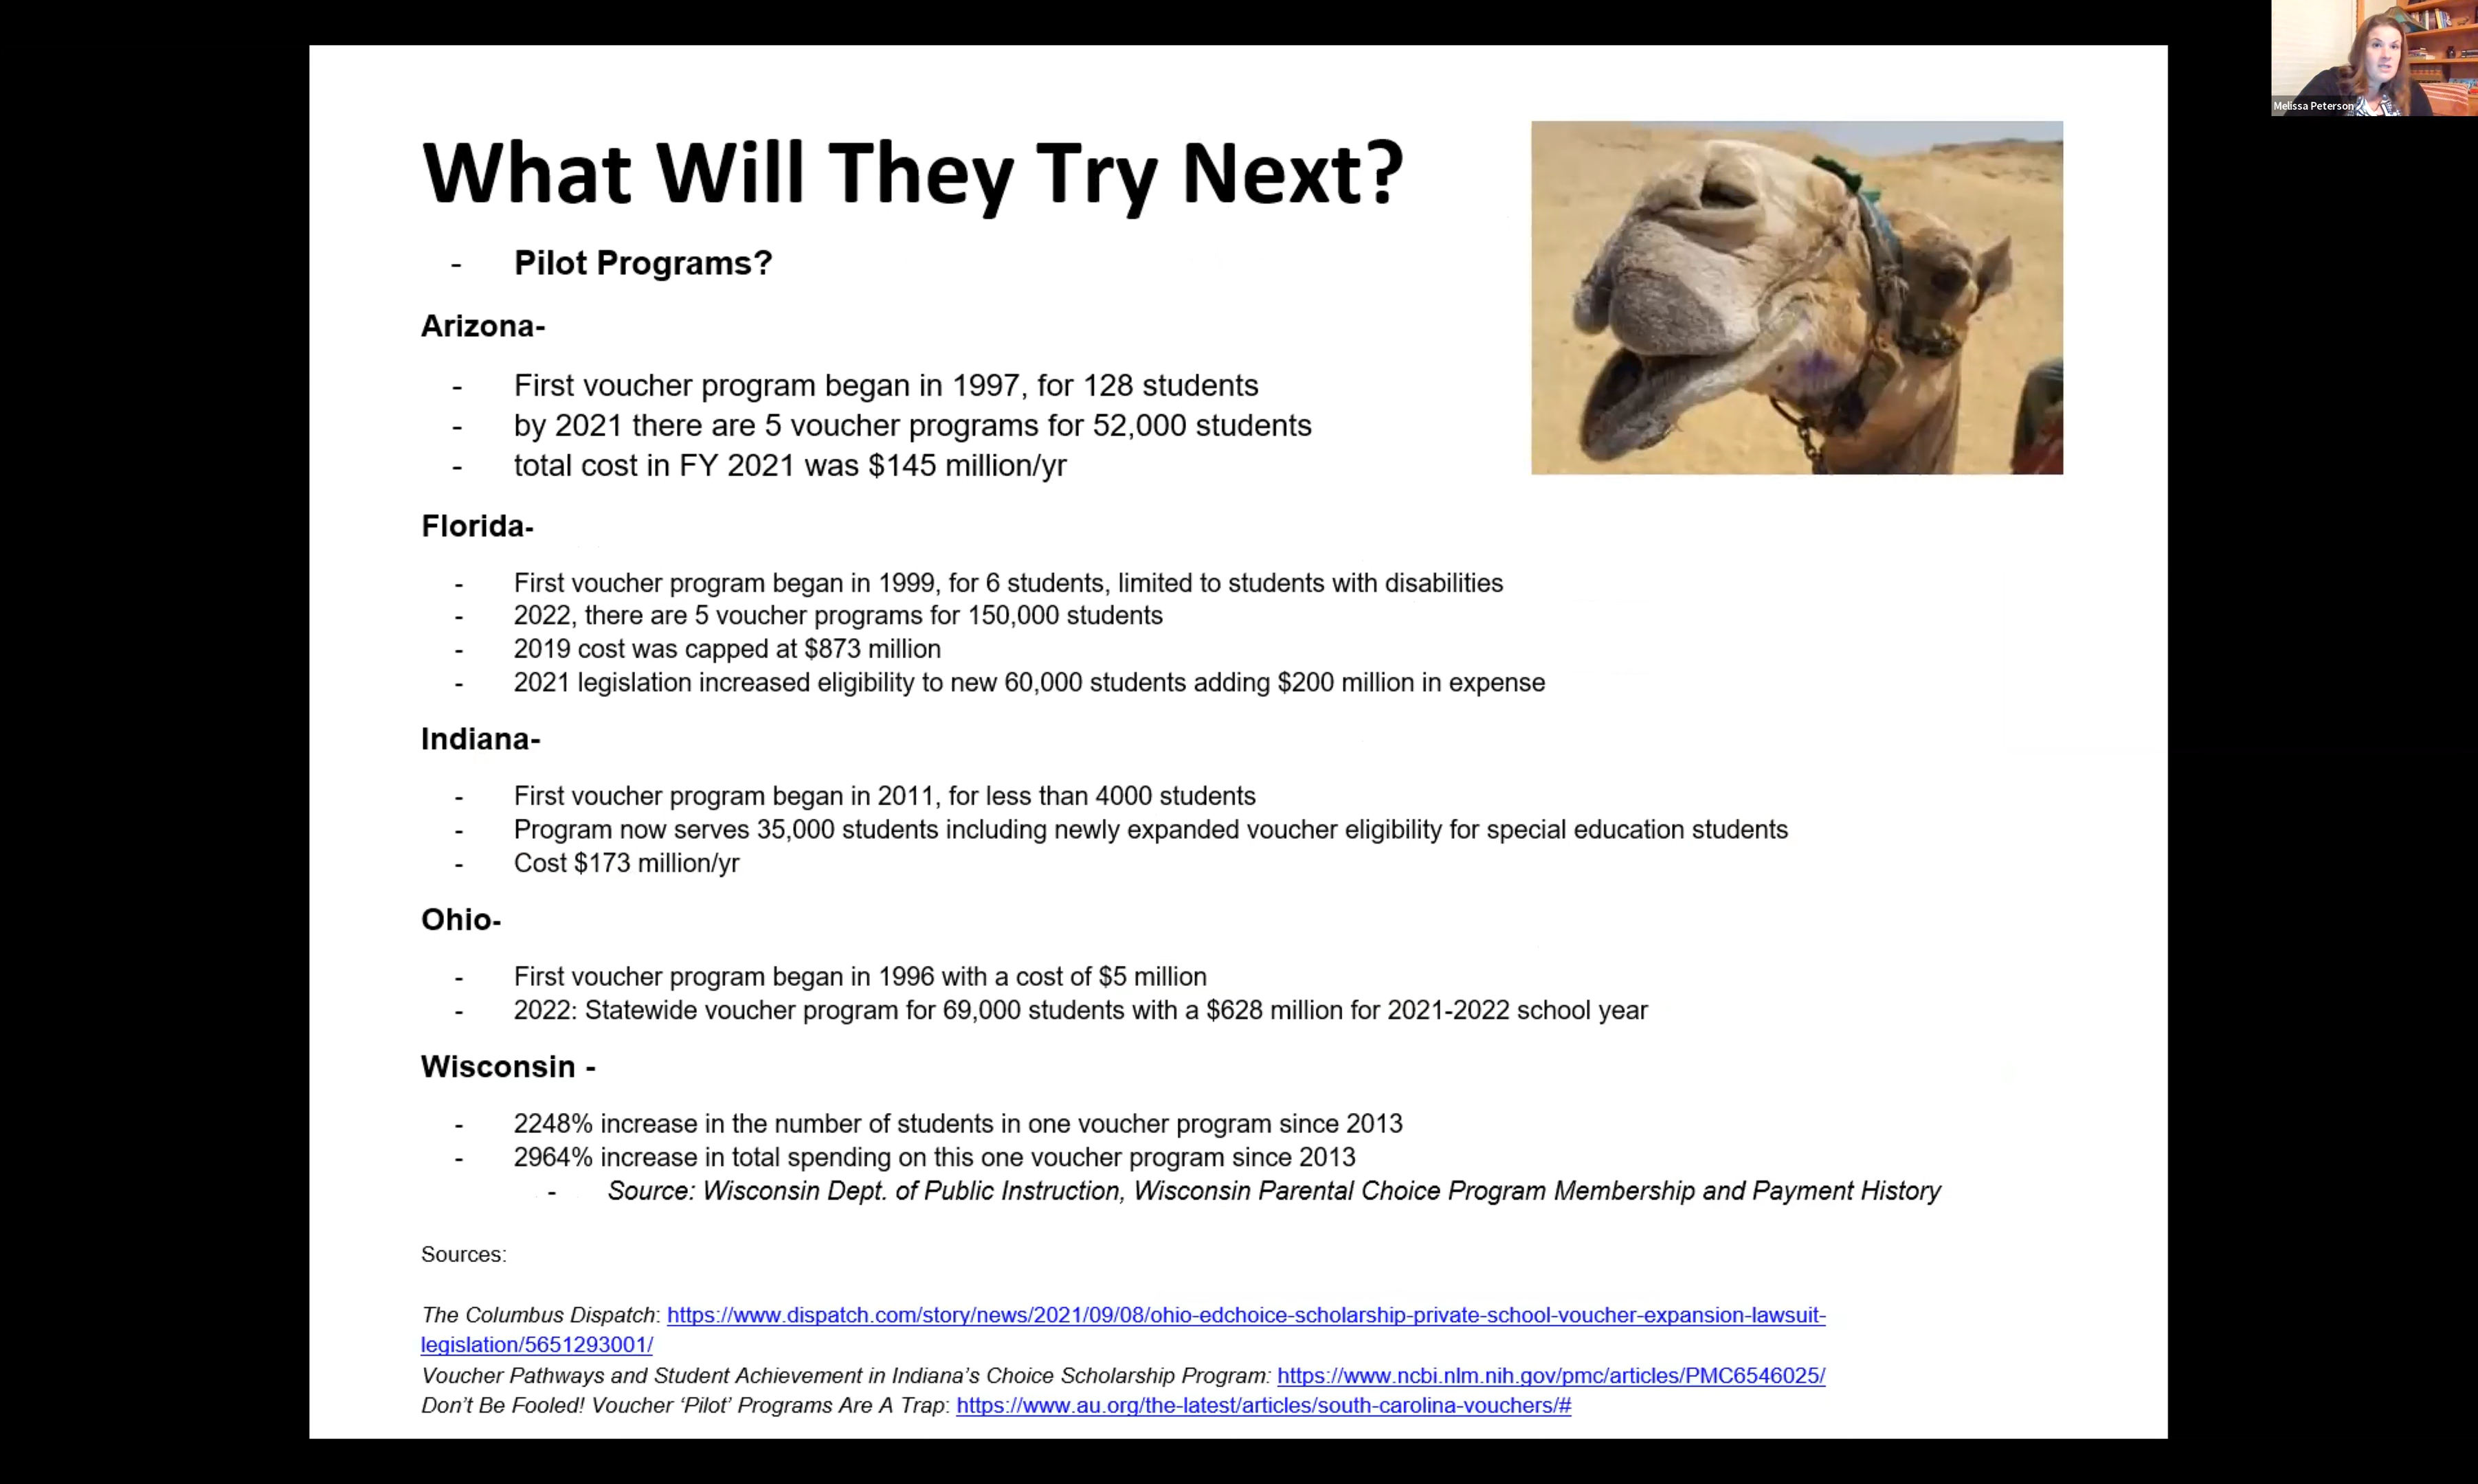 Melissa Peterson
What Will They Try Next?
- Pilot Programs?
Arizona-
- First voucher program began in 1997, for 128 students
- by 2021 there are 5 voucher programs for 52,000 students
- total cost in FY 2021 was $145 million/yr
Florida-
- First voucher program began in 1999, for 6 students, limited to students with disabilities
- 2022, there are 5 voucher programs for 150,000 students
- 2019 cost was capped at $873 million
- 2021 legislation increased eligibility to new 60,000 students adding $200 million in expense
Indiana-
- First voucher program began in 2011, for less than 4000 students
- Program now serves 35,000 students including newly expanded voucher eligibility for special education students
- Cost $173 million/yr
Ohio-
- First voucher program began in 1996 with a cost of $5 million
- 2022: Statewide voucher program for 69,000 students with a $628 million for 2021-2022 school year
Wisconsin -
- 2248% increase in the number of students in one voucher program since 2013
- 2964% increase in total spending on this one voucher program since 2013
- Source: Wisconsin Dept. of Public Instruction, Wisconsin Parental Choice Program Membership and Payment History
Sources:
The Columbus Dispatch: https://www.dispatch.com/story/news/2021/09/08/ohio-edchoice-scholarship-private-school-voucher-expansion-lawsuit-
legislation/5651293001/
Voucher Pathways and Student Achievement in Indiana’s Choice Scholarship Program: https://www.ncbi.nlm.nih.gov/pmc/articles/PMC6546025/
Don’t Be Fooled! Voucher ‘Pilot’ Programs Are A Trap: https://www.au.org/the-latest/articles/south-carolina-vouchers/#